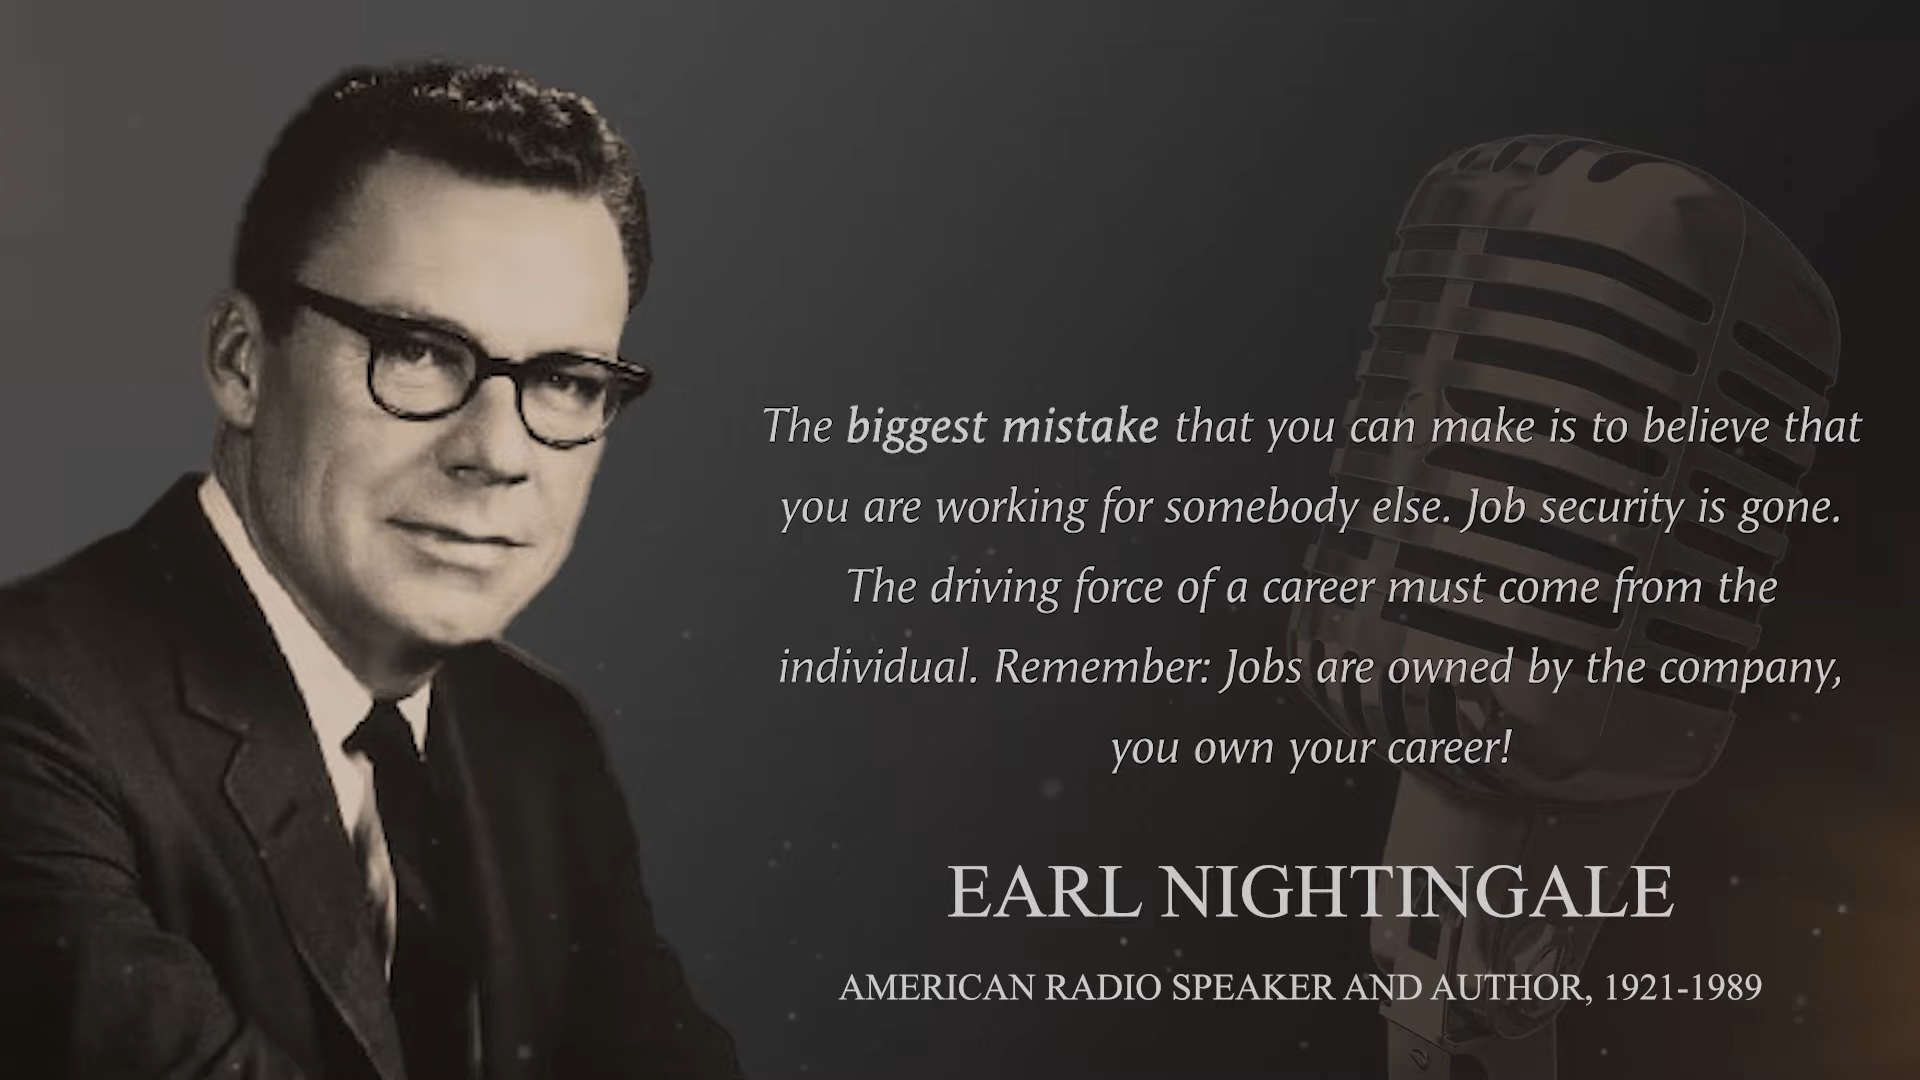 The biggest mistake that you can make is to believe that
you are working for somebody else. Job security is gone.
The driving force of a career must come from the
individual. Remember: Jobs are owned by the company,
you own your career!
EARL NIGHTINGALE
AMERICAN RADIO SPEAKER AND AUTHOR, 1921-1989